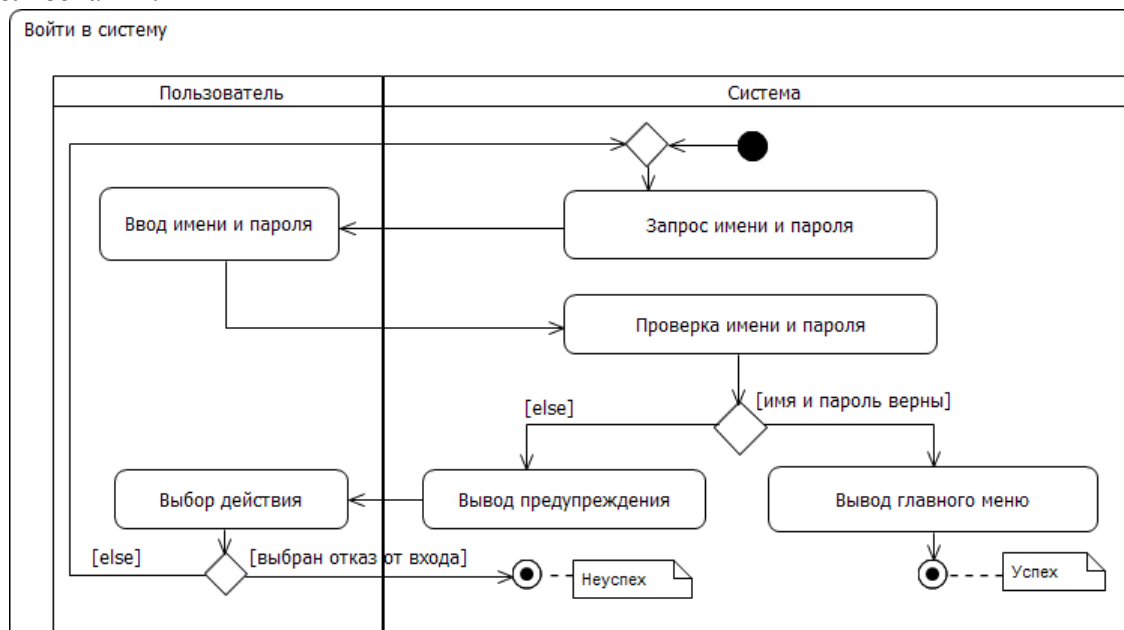 Войти в систему
Пользователь
Система
Ввод имени и пароля
Запрос имени и пароля
Проверка имени и пароля
[else]
[имя и пароль верны]
Выбор действия
Вывод предупреждения
Вывод главного меню
[else]
[выбран отказ от входа]
Неуспех
Успех